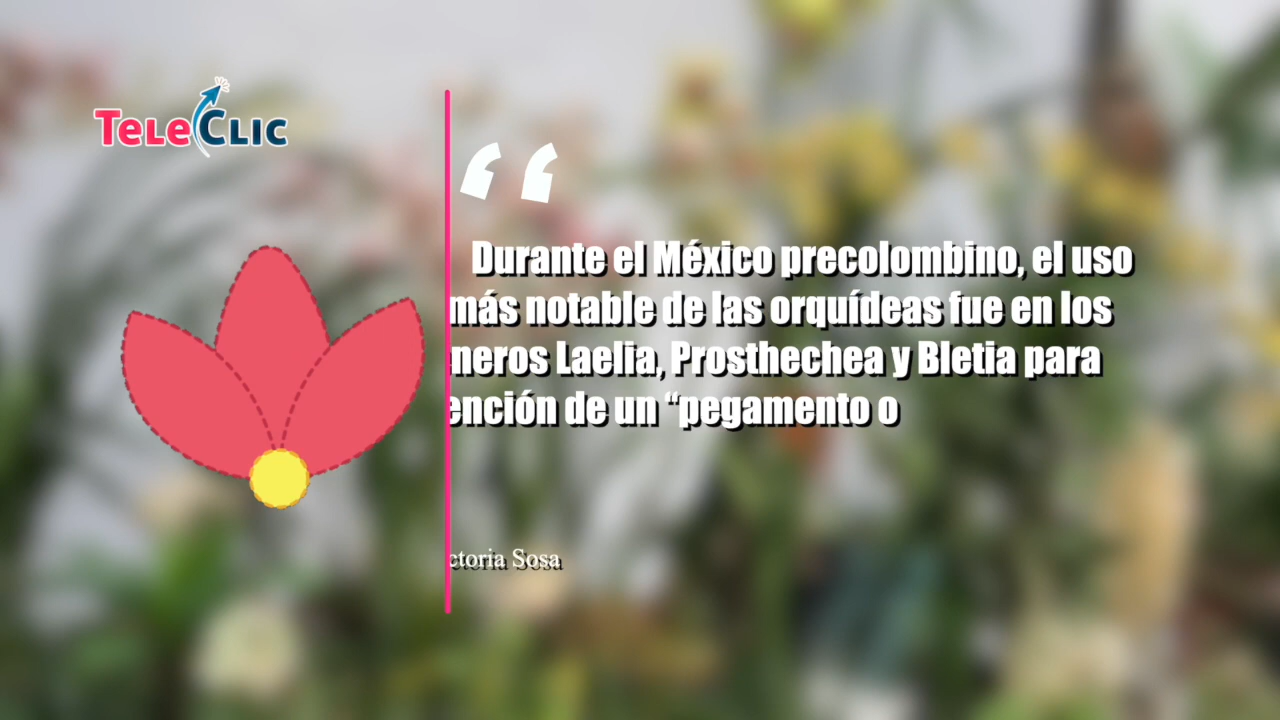 TeleClic
“
Durante el México precolombino, el uso
más notable de las orquídeas fue en los
neros Laelia, Prosthechea y Bletia para
ención de un “pegamento o
ctoria Sosa